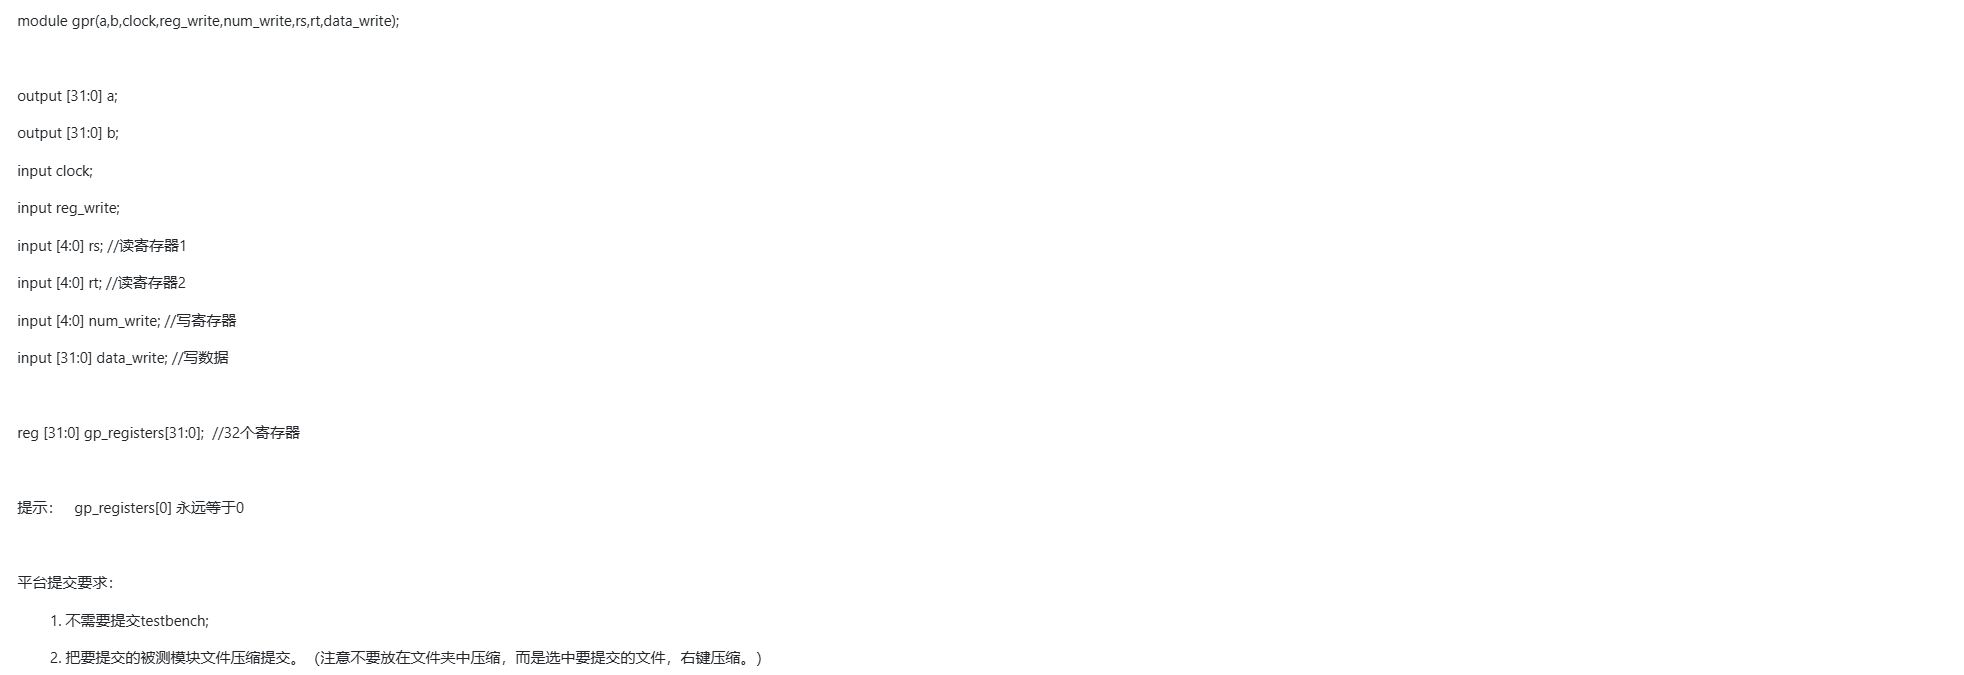 module gpr(a,b,clock,reg_write,num_write,rs,rt,data_write);
output [31:0] a;
output [31:0] b;
input clock;
input reg_write;
input [4:0] rs; //读寄存器1
input [4:0] rt; //读寄存器2
input [4:0] num_write; //写寄存器
input [31:0] data_write; //写数据
reg [31:0] gp_registers[31:0];  //32个寄存器
提示：  gp_registers[0] 永远等于0
平台提交要求：
1. 不需要提交testbench;
2. 把要提交的被测模块文件压缩提交。（注意不要放在文件夹中压缩，而是选中要提交的文件，右键压缩。）